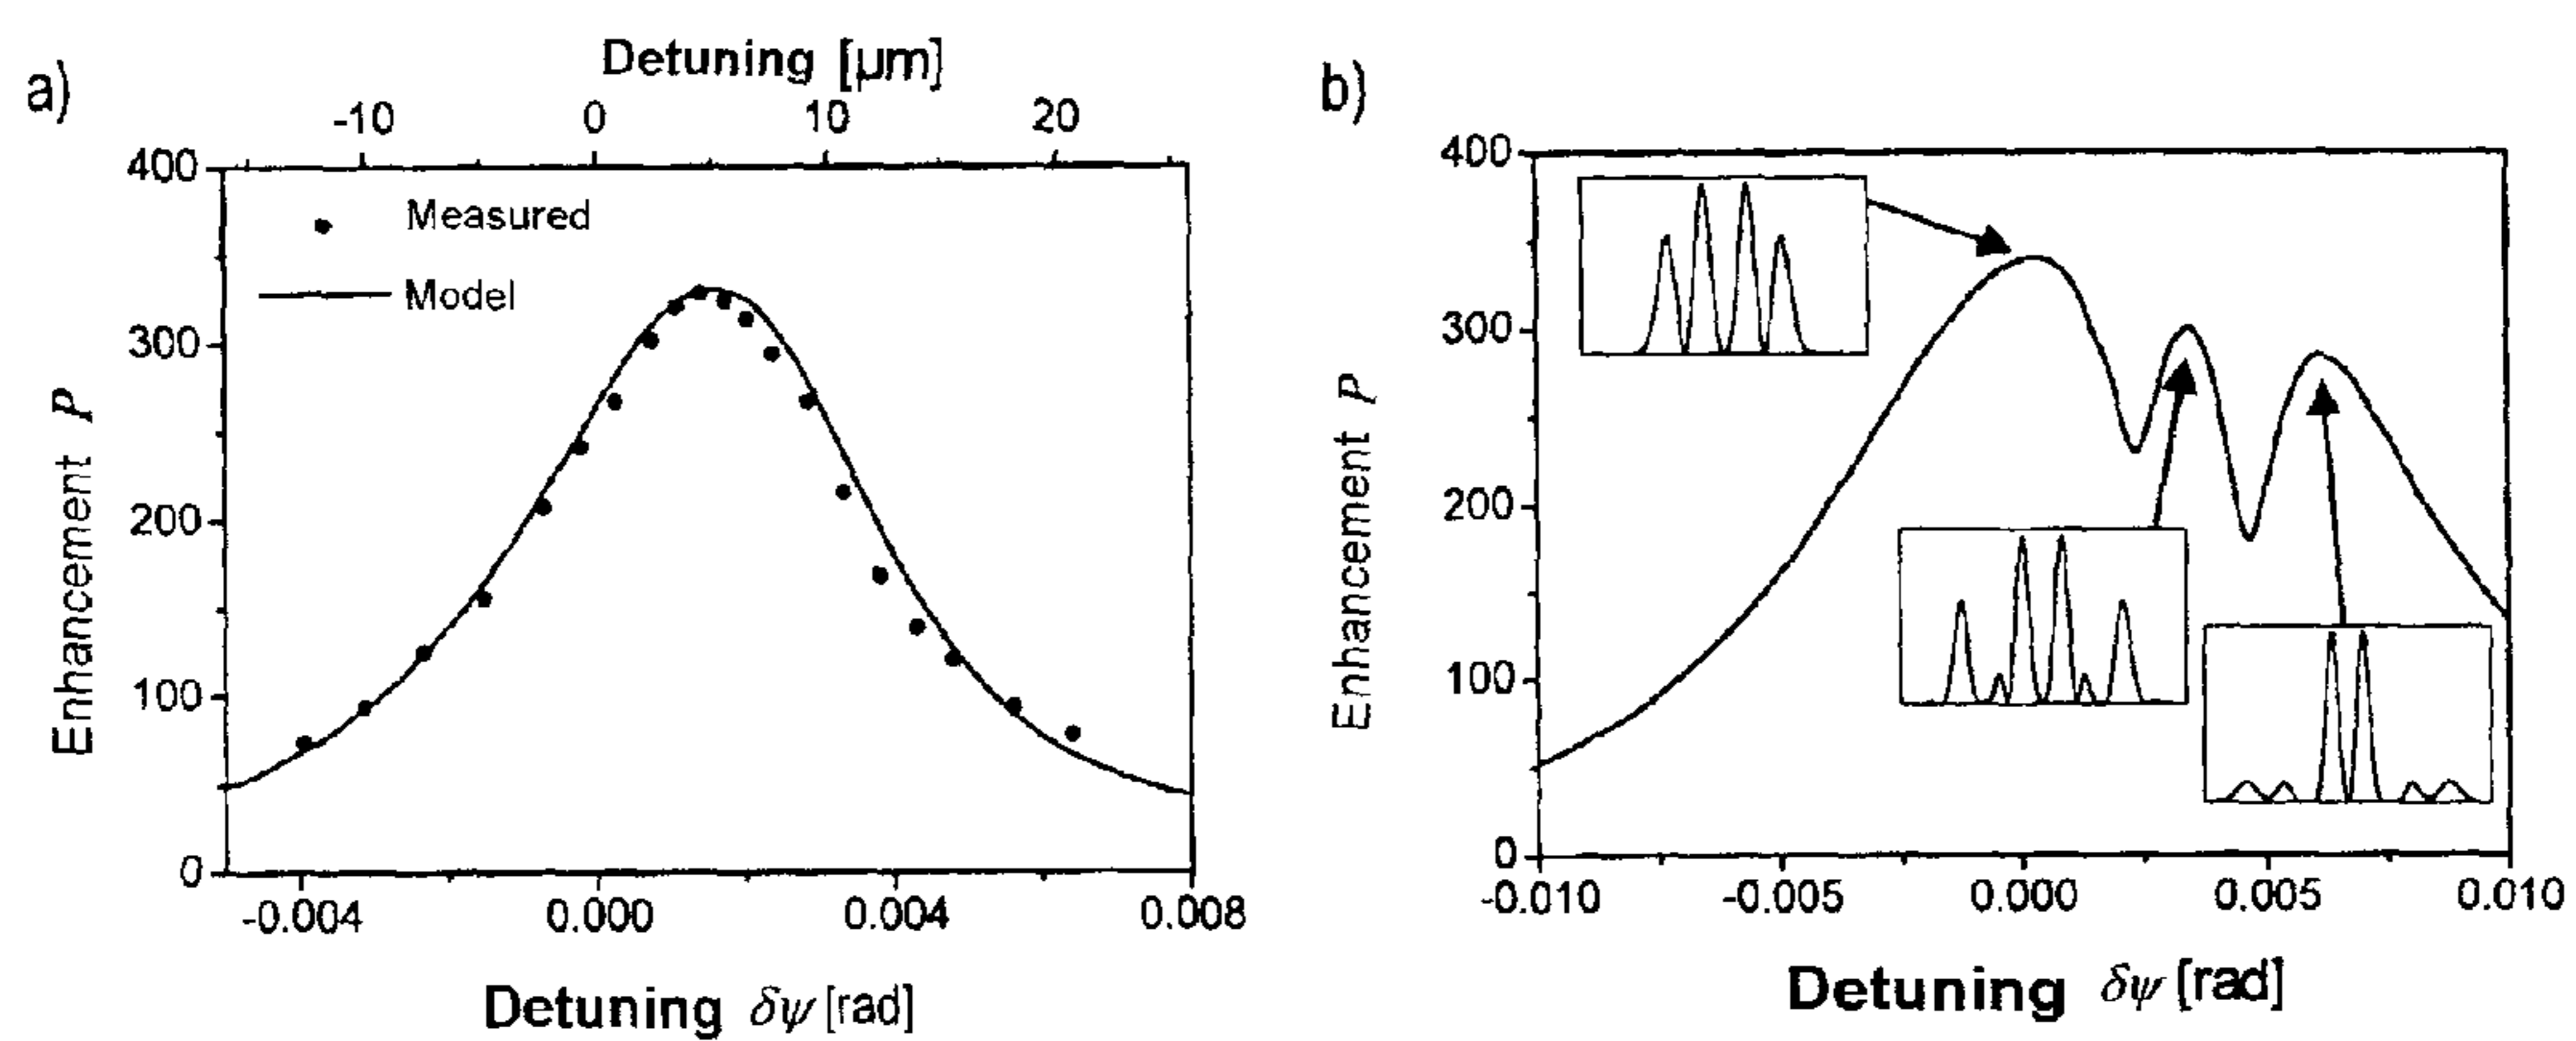 a)
Detuning [μm]
-10 0 10 20
400
300
200
100
0
Enhancement P
Measured
Model
-0.004 0.000 0.004 0.008
Detuning δψ [rad]
b)
400
300
200
100
0
Enhancement P
-0.010 -0.005 0.000 0.005 0.010
Detuning δψ [rad]